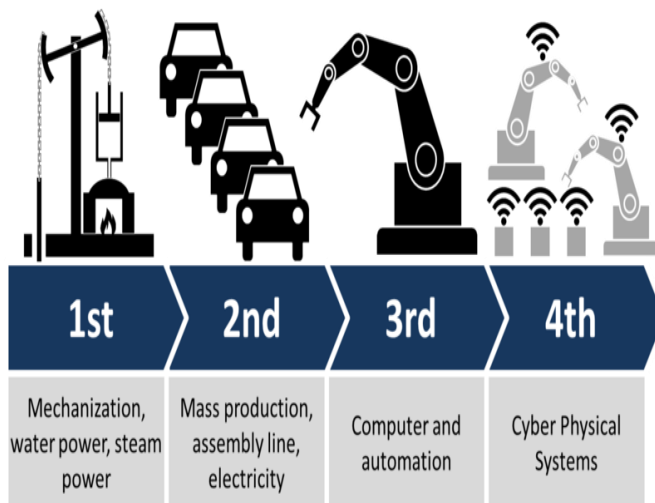 1st
2nd
3rd
4th
Mechanization,
water power, steam
power
Mass production,
assembly line,
electricity
Computer and
automation
Cyber Physical
Systems